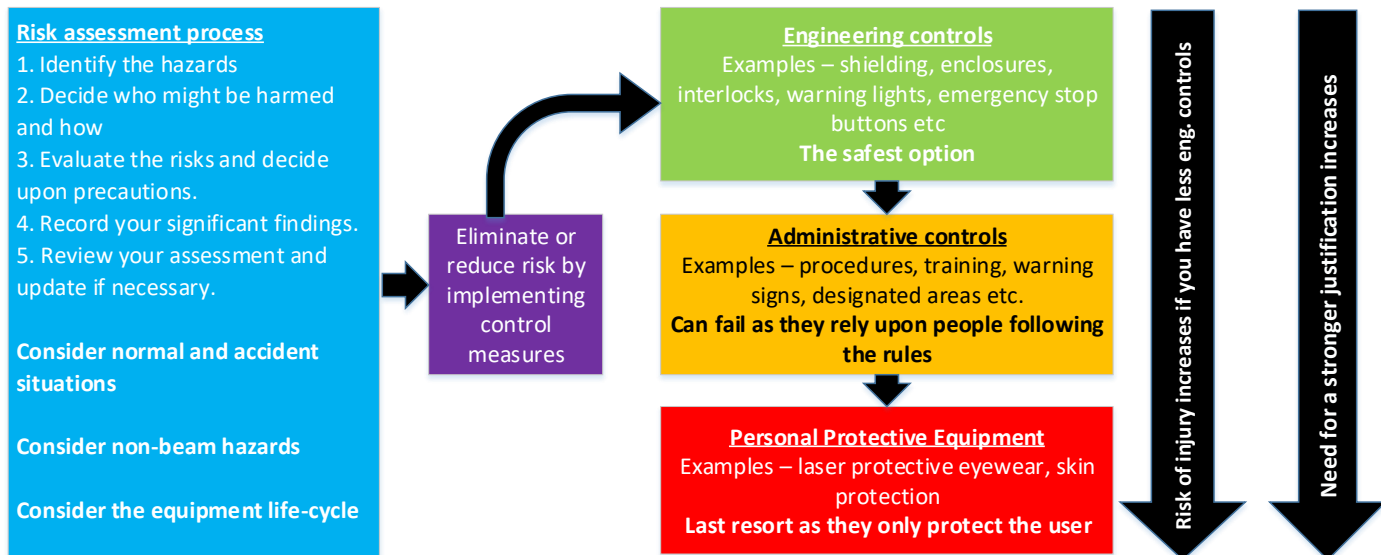 Risk assessment process
1. Identify the hazards
2. Decide who might be harmed
and how
3. Evaluate the risks and decide
upon precautions.
4. Record your significant findings.
5. Review your assessment and
update if necessary.
Consider normal and accident
situations
Consider non-beam hazards
Consider the equipment life-cycle
Eliminate or
reduce risk by
implementing
control
measures
Engineering controls
Examples – shielding, enclosures,
interlocks, warning lights, emergency stop
buttons etc
The safest option
Administrative controls
Examples – procedures, training, warning
signs, designated areas etc.
Can fail as they rely upon people following
the rules
Personal Protective Equipment
Examples – laser protective eyewear, skin
protection
Last resort as they only protect the user
Risk of injury increases if you have less eng. controls
Need for a stronger justification increases